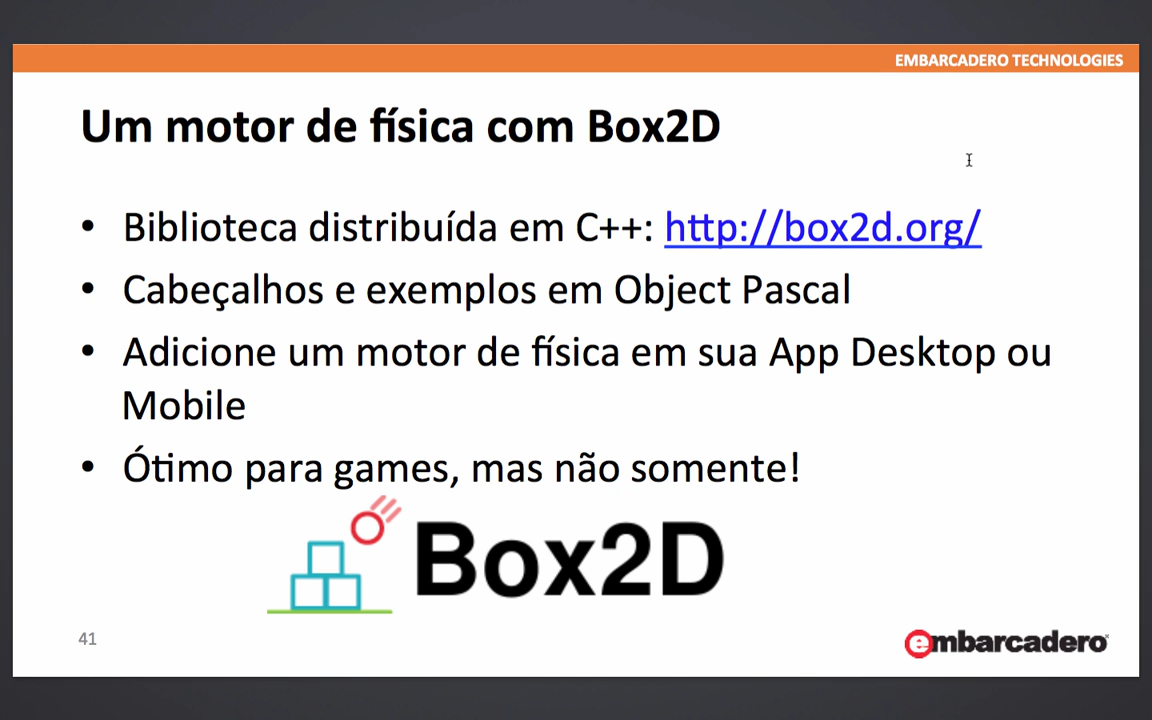 EMBARCADERO TECHNOLOGIES
Um motor de física com Box2D
• Biblioteca distribuída em C++: http://box2d.org/
• Cabeçalhos e exemplos em Object Pascal
• Adicione um motor de física em sua App Desktop ou
Mobile
• Ótimo para games, mas não somente!
Box2D
41
embarcadero